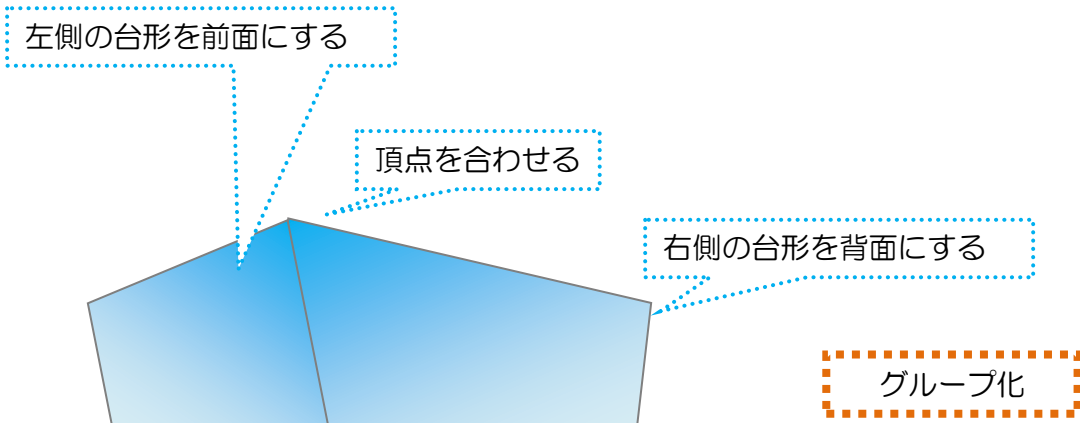 左側の台形を前面にする
頂点を合わせる
右側の台形を背面にする
グループ化